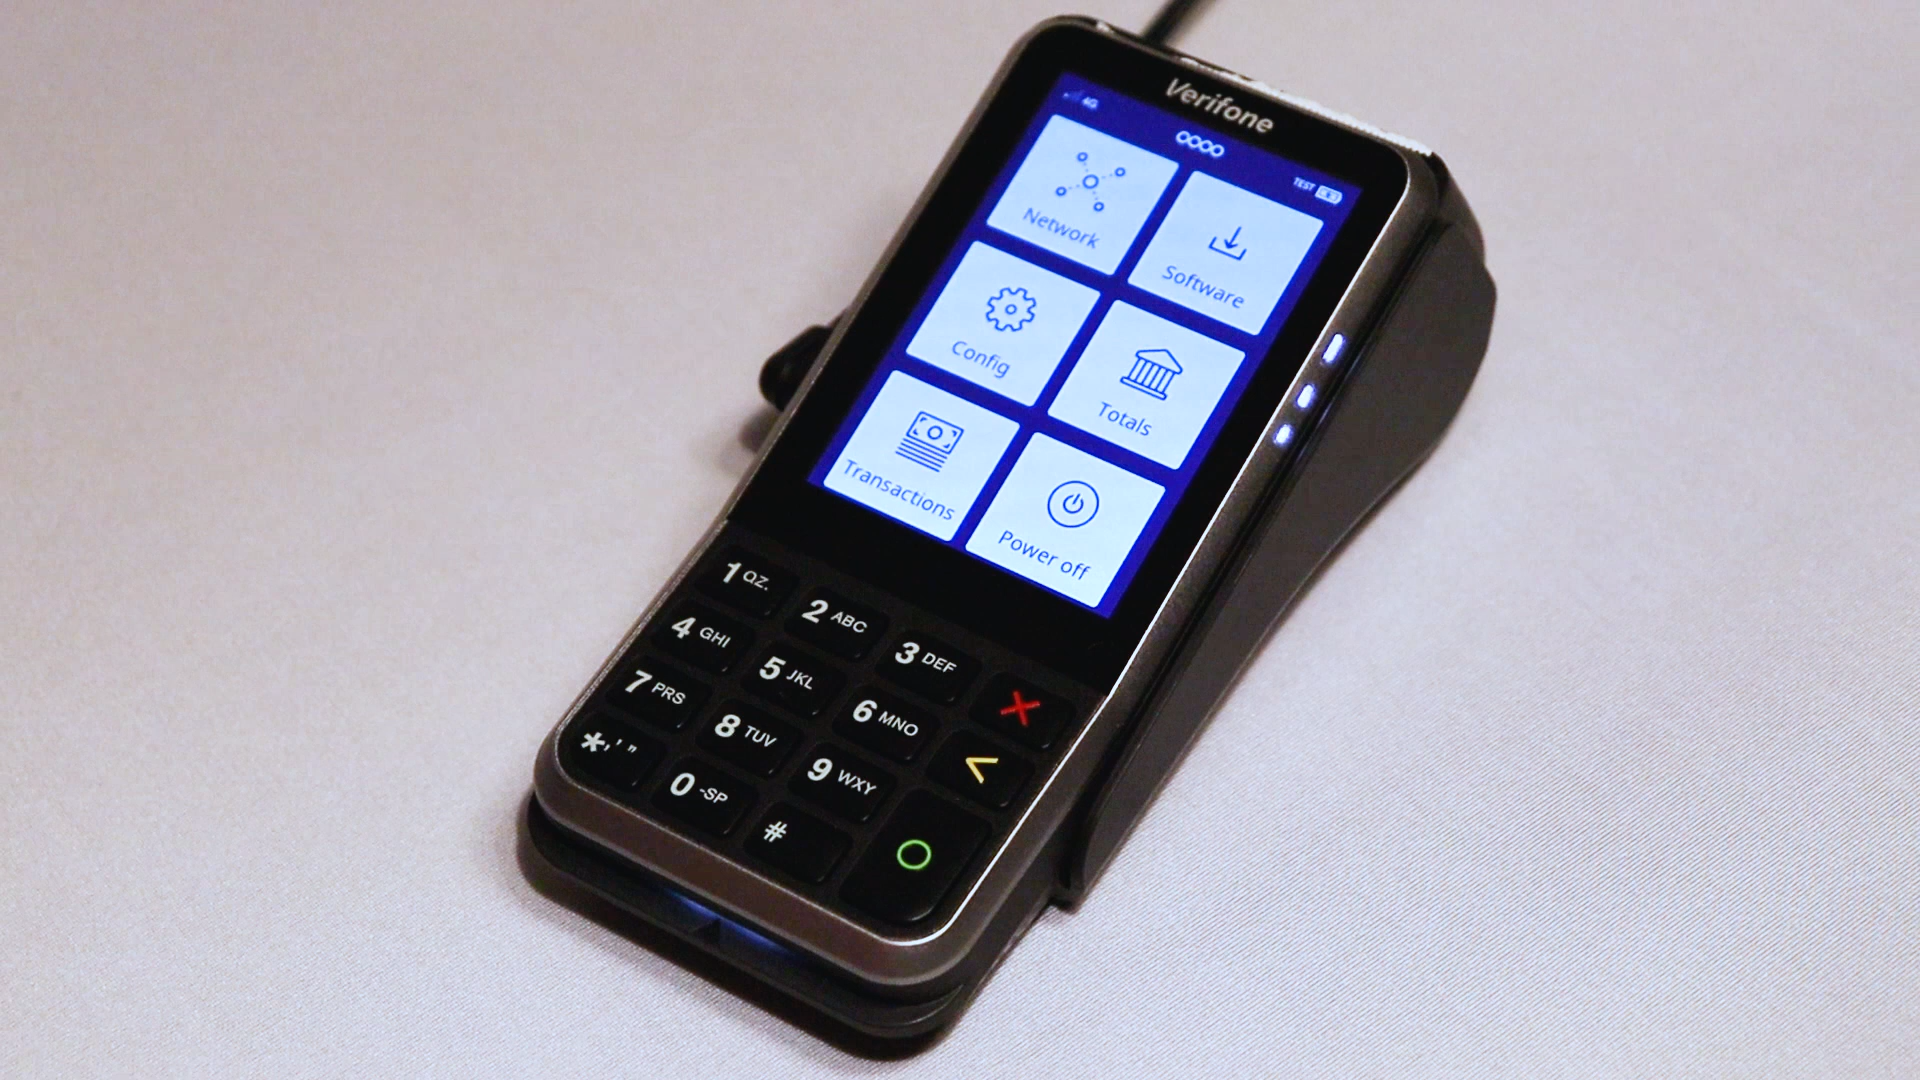 Verifone
4G
TEST
Network
Software
Config
Totals
Transactions
Power off
1 QZ.
2 ABC
3 DEF
4 GHI
5 JKL
6 MNO
7 PRS
8 TUV
9 WXY
*,'"
0 -SP
#